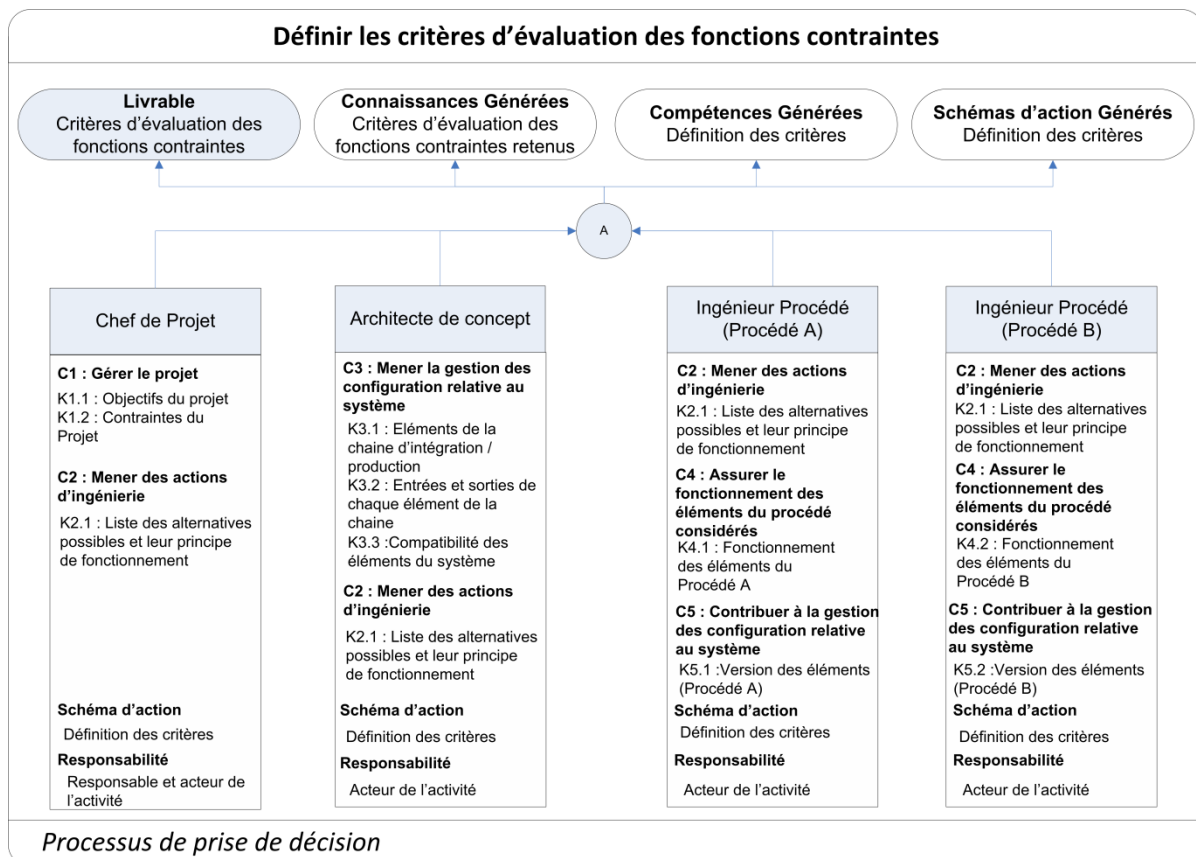 Définir les critères d’évaluation des fonctions contraintes
Livrable
Critères d’évaluation des
fonctions contraintes
Connaissances Générées
Critères d’évaluation des
fonctions contraintes retenus
Compétences Générées
Définition des critères
Schémas d’action Générés
Définition des critères
A
Chef de Projet
C1 : Gérer le projet
K1.1 : Objectifs du projet
K1.2 : Contraintes du
Projet
C2 : Mener des actions
d’ingénierie
K2.1 : Liste des alternatives
possibles et leur principe
de fonctionnement
Schéma d’action
Définition des critères
Responsabilité
Responsable et acteur de
l’activité
Architecte de concept
C3 : Mener la gestion des
configuration relative au
système
K3.1 : Eléments de la
chaine d’intégration /
production
K3.2 : Entrées et sorties de
chaque élément de la
chaine
K3.3 :Compatibilité des
éléments du système
C2 : Mener des actions
d’ingénierie
K2.1 : Liste des alternatives
possibles et leur principe
de fonctionnement
Schéma d’action
Définition des critères
Responsabilité
Acteur de l’activité
Ingénieur Procédé
(Procédé A)
C2 : Mener des actions
d’ingénierie
K2.1 : Liste des alternatives
possibles et leur principe
de fonctionnement
C4 : Assurer le
fonctionnement des
éléments du procédé
considérés
K4.1 : Fonctionnement
des éléments du
Procédé A
C5 : Contribuer à la gestion
des configuration relative
au système
K5.1 :Version des éléments
(Procédé A)
Schéma d’action
Définition des critères
Responsabilité
Acteur de l’activité
Ingénieur Procédé
(Procédé B)
C2 : Mener des actions
d’ingénierie
K2.1 : Liste des alternatives
possibles et leur principe
de fonctionnement
C4 : Assurer le
fonctionnement des
éléments du procédé
considérés
K4.2 : Fonctionnement
des éléments du
Procédé B
C5 : Contribuer à la gestion
des configuration relative
au système
K5.2 :Version des éléments
(Procédé B)
Schéma d’action
Définition des critères
Responsabilité
Acteur de l’activité
Processus de prise de décision